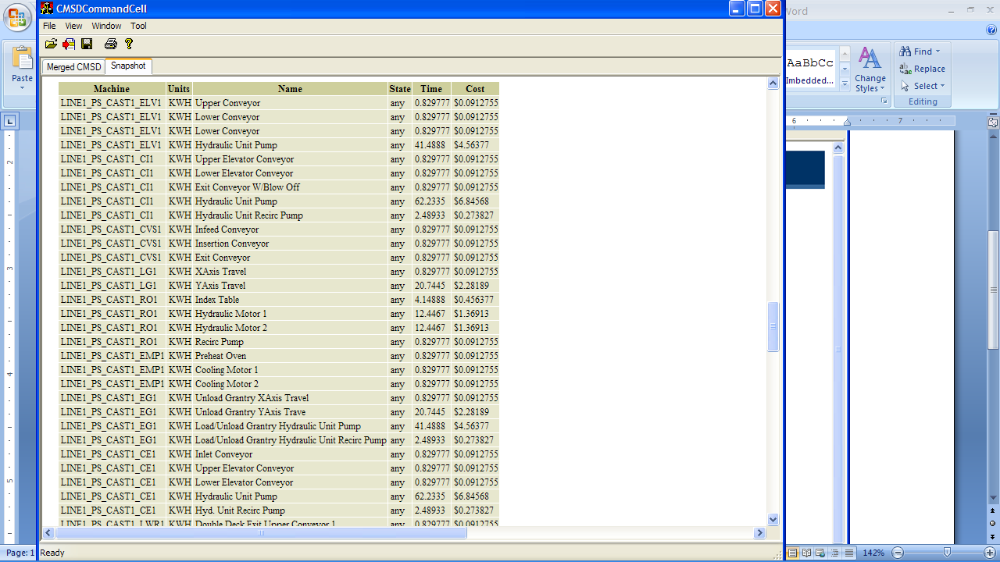 CMSDCommandCell
Word
File View Window Tool
Merged CMSD Snapshot
Paste
AaBbCc
Imbedded...
Change
Styles
Find
Replace
Select
Editing
6 7
2
3
4
5
Machine Units Name State Time Cost
LINE1_PS_CAST1_ELV1 KWH Upper Conveyor any 0.829777 $0.0912755
LINE1_PS_CAST1_ELV1 KWH Lower Conveyor any 0.829777 $0.0912755
LINE1_PS_CAST1_ELV1 KWH Lower Conveyor any 0.829777 $0.0912755
LINE1_PS_CAST1_ELV1 KWH Hydraulic Unit Pump any 41.4888 $4.56377
LINE1_PS_CAST1_CI1 KWH Upper Elevator Conveyor any 0.829777 $0.0912755
LINE1_PS_CAST1_CI1 KWH Lower Elevator Conveyor any 0.829777 $0.0912755
LINE1_PS_CAST1_CI1 KWH Exit Conveyor W/Blow Off any 0.829777 $0.0912755
LINE1_PS_CAST1_CI1 KWH Hydraulic Unit Pump any 62.2335 $6.84568
LINE1_PS_CAST1_CI1 KWH Hydraulic Unit Recirc Pump any 2.48933 $0.273827
LINE1_PS_CAST1_CVS1 KWH Infeed Conveyor any 0.829777 $0.0912755
LINE1_PS_CAST1_CVS1 KWH Insertion Conveyor any 0.829777 $0.0912755
LINE1_PS_CAST1_CVS1 KWH Exit Conveyor any 0.829777 $0.0912755
LINE1_PS_CAST1_LG1 KWH XAxis Travel any 0.829777 $0.0912755
LINE1_PS_CAST1_LG1 KWH YAxis Travel any 20.7445 $2.28189
LINE1_PS_CAST1_RO1 KWH Index Table any 4.14888 $0.456377
LINE1_PS_CAST1_RO1 KWH Hydraulic Motor 1 any 12.4467 $1.36913
LINE1_PS_CAST1_RO1 KWH Hydraulic Motor 2 any 12.4467 $1.36913
LINE1_PS_CAST1_RO1 KWH Recirc Pump any 0.829777 $0.0912755
LINE1_PS_CAST1_EMP1 KWH Preheat Oven any 0.829777 $0.0912755
LINE1_PS_CAST1_EMP1 KWH Cooling Motor 1 any 0.829777 $0.0912755
LINE1_PS_CAST1_EMP1 KWH Cooling Motor 2 any 0.829777 $0.0912755
LINE1_PS_CAST1_EG1 KWH Unload Grantry XAxis Travel any 0.829777 $0.0912755
LINE1_PS_CAST1_EG1 KWH Unload Grantry YAxis Trave any 20.7445 $2.28189
LINE1_PS_CAST1_EG1 KWH Load/Unload Grantry Hydraulic Unit Pump any 41.4888 $4.56377
LINE1_PS_CAST1_EG1 KWH Load/Unload Grantry Hydraulic Unit Recirc Pump any 2.48933 $0.273827
LINE1_PS_CAST1_CE1 KWH Inlet Conveyor any 0.829777 $0.0912755
LINE1_PS_CAST1_CE1 KWH Upper Elevator Conveyor any 0.829777 $0.0912755
LINE1_PS_CAST1_CE1 KWH Lower Elevator Conveyor any 0.829777 $0.0912755
LINE1_PS_CAST1_CE1 KWH Hydraulic Unit Pump any 62.2335 $6.84568
LINE1_PS_CAST1_CE1 KWH Hyd. Unit Recirc Pump any 2.48933 $0.273827
LINE1_PS_CAST1_LWR1 KWH Double Deck Exit Upper Conveyor 1 any 0.829777 $0.0912755
Ready
Page: 1
142%